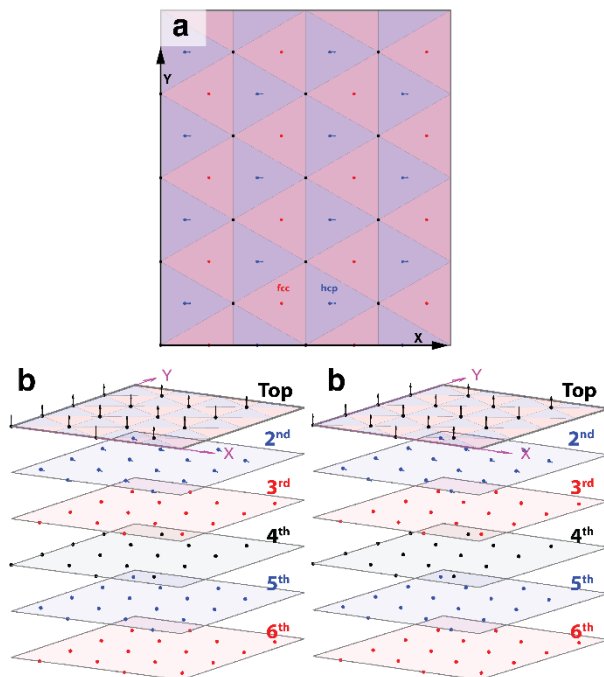 a
Y
fcc hcp
X
b Y Top b Y Top
2nd 2nd
X X
3rd 3rd
4th 4th
5th 5th
6th 6th